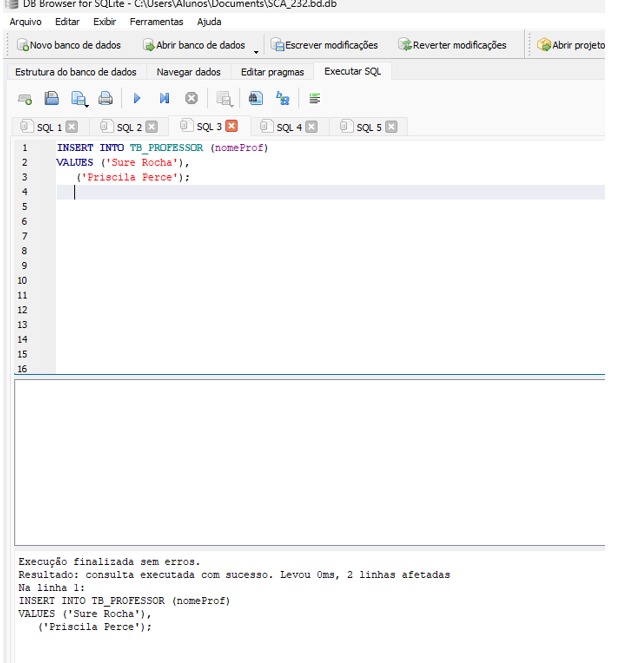 DB Browser for SQLite - C:\Users\Alunos\Documents\SCA_232.bd.db
Arquivo Editar Exibir Ferramentas Ajuda
Novo banco de dados Abrir banco de dados Escrever modificações Reverter modificações Abrir projeto
Estrutura do banco de dados Navegar dados Editar pragmas Executar SQL
SQL 1 SQL 2 SQL 3 SQL 4 SQL 5
1 INSERT INTO TB_PROFESSOR (nomeProf)
2 VALUES ('Sure Rocha'),
3 ('Priscila Perce');
4
5
6
7
8
9
10
11
12
13
14
15
16
Execução finalizada sem erros.
Resultado: consulta executada com sucesso. Levou 0ms, 2 linhas afetadas
Na linha 1:
INSERT INTO TB_PROFESSOR (nomeProf)
VALUES ('Sure Rocha'),
('Priscila Perce');